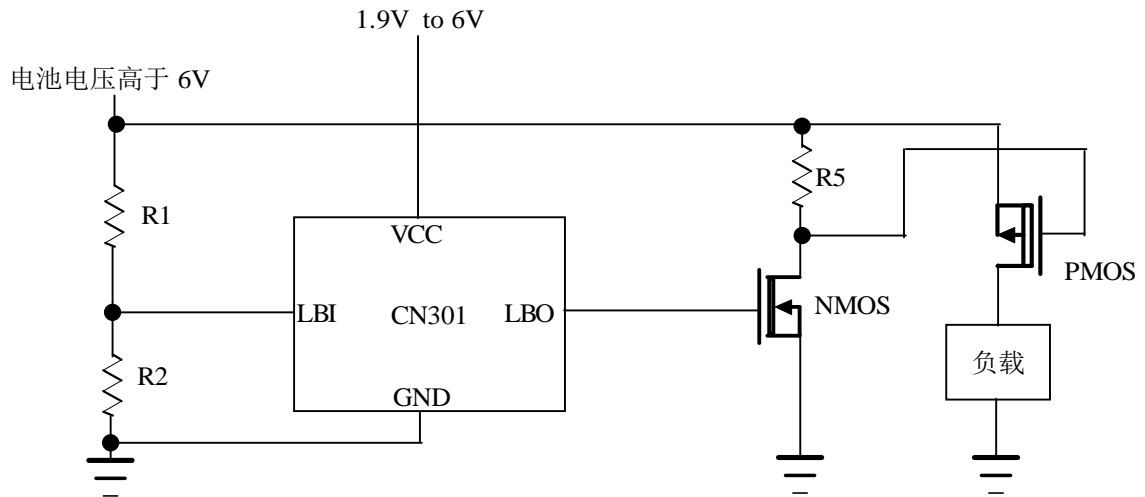 1.9V to 6V
电池电压高于 6V
R1
R5
VCC
PMOS
LBI
CN301
LBO
NMOS
R2
负载
GND